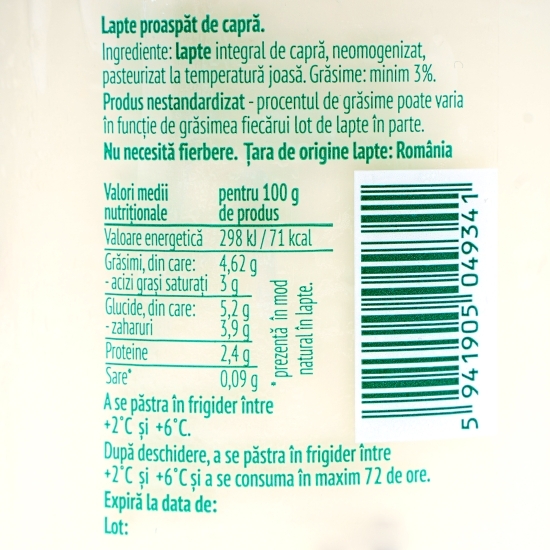 Lapte proaspăt de capră.
Ingrediente: lapte integral de capră, neomogenizat,
pasteurizat la temperatură joasă. Grăsime: minim 3%.
Produs nestandardizat - procentul de grăsime poate varia
în funcție de grăsimea fiecărui lot de lapte în parte.
Nu necesită fierbere. Țara de origine lapte: România
Valori medii nutriționale pentru 100 g de produs
Valoare energetică 298 kJ / 71 kcal
Grăsimi, din care: 4,62 g
- acizi grași saturați 3 g
Glucide, din care: 5,2 g
- zaharuri 3,9 g
Proteine 2,4 g
Sare* 0,09 g
* prezentă în mod
natural în lapte.
5 941905 049341
A se păstra în frigider între
+2°C și +6°C.
După deschidere, a se păstra în frigider între
+2°C și +6°C și a se consuma în maxim 72 de ore.
Expiră la data de:
Lot: